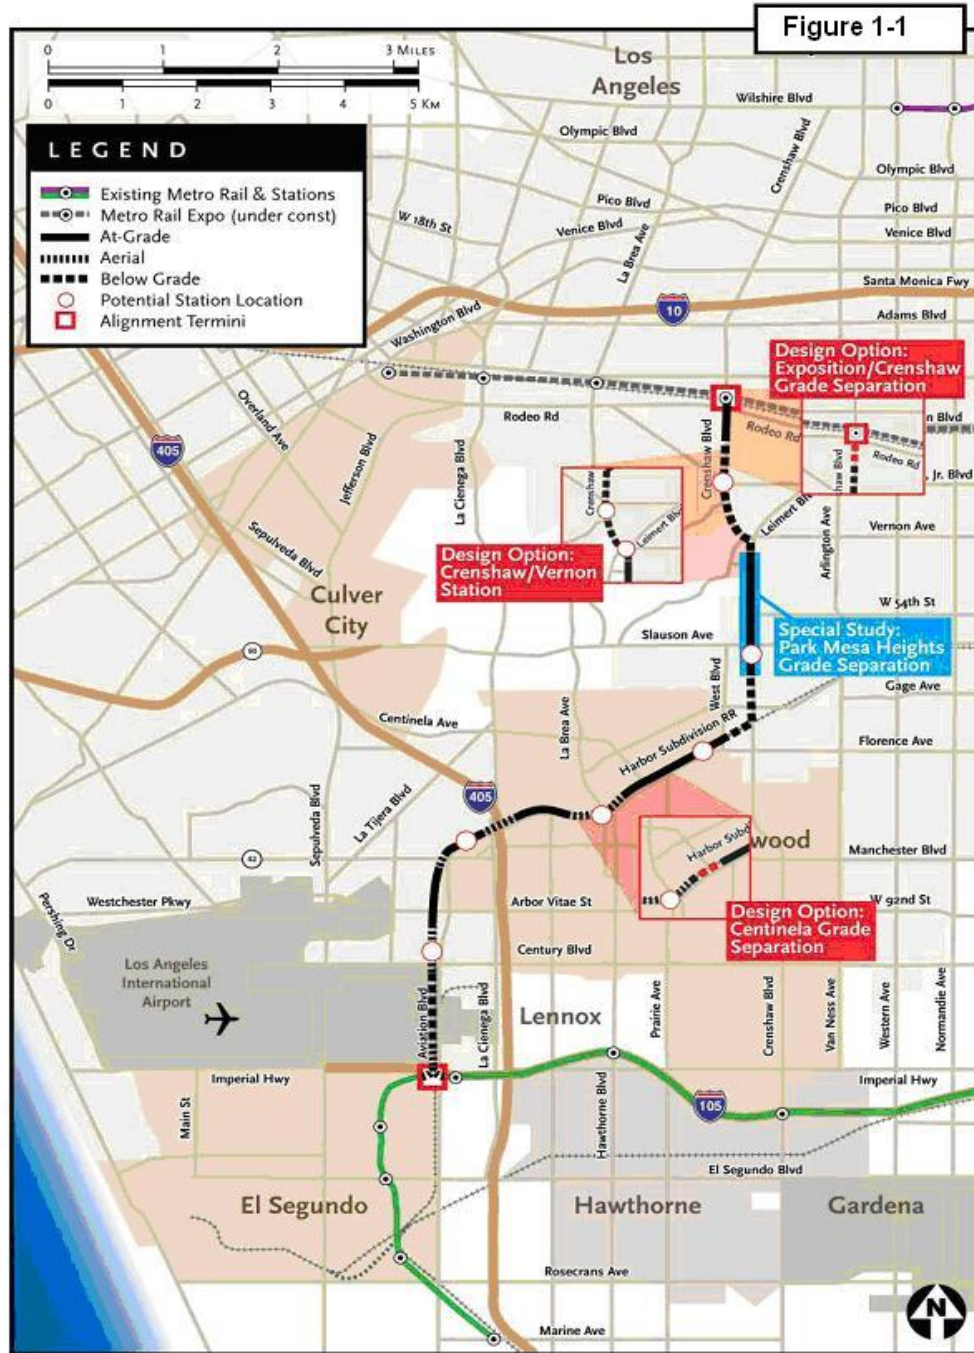 Figure 1-1
0 1 2 3 MILES
0 1 2 3 4 5 KM
LEGEND
Existing Metro Rail & Stations
Metro Rail Expo (under const)
At-Grade
Aerial
Below Grade
Potential Station Location
Alignment Termini
Los
Angeles
Wilshire Blvd
Olympic Blvd
Crenshaw Blvd
Olympic Blvd
Pico Blvd
Pico Blvd
W 18th St
Venice Blvd
Venice Blvd
La Brea Ave
Santa Monica Fwy
10
Adams Blvd
Washington Blvd
Design Option:
Exposition/Crenshaw
Grade Separation
Overland Ave
Rodeo Rd
Rodeo Rd
n Blvd
Rodeo Rd
405
Jefferson Blvd
La Cienega Blvd
Crenshaw Blvd
haw Blvd
, Jr. Blvd
Crenshaw
Leimert Blv
Leimert Bl
Arlington Ave
Vernon Ave
Sepulveda Blvd
Design Option:
Crenshaw/Vernon
Station
Culver
City
W 54th St
Slauson Ave
Special Study:
Park Mesa Heights
Grade Separation
90
West Blvd
Gage Ave
Centinela Ave
La Brea Ave
Harbor Subdivision RR
Florence Ave
405
Sepulveda Blvd
La Tijera Blvd
Harbor Subd
wood
42
Manchester Blvd
Pershing Dr
Westchester Pkwy
Arbor Vitae St
W 92nd St
Design Option:
Centinela Grade
Separation
Century Blvd
Los Angeles
International
Airport
Aviation Blvd
La Cienega Blvd
Lennox
Prairie Ave
Crenshaw Blvd
Van Ness Ave
Western Ave
Normandie Ave
Imperial Hwy
Imperial Hwy
Main St
Hawthorne Blvd
105
El Segundo Blvd
El Segundo
Hawthorne
Gardena
Rosecrans Ave
Marine Ave
N